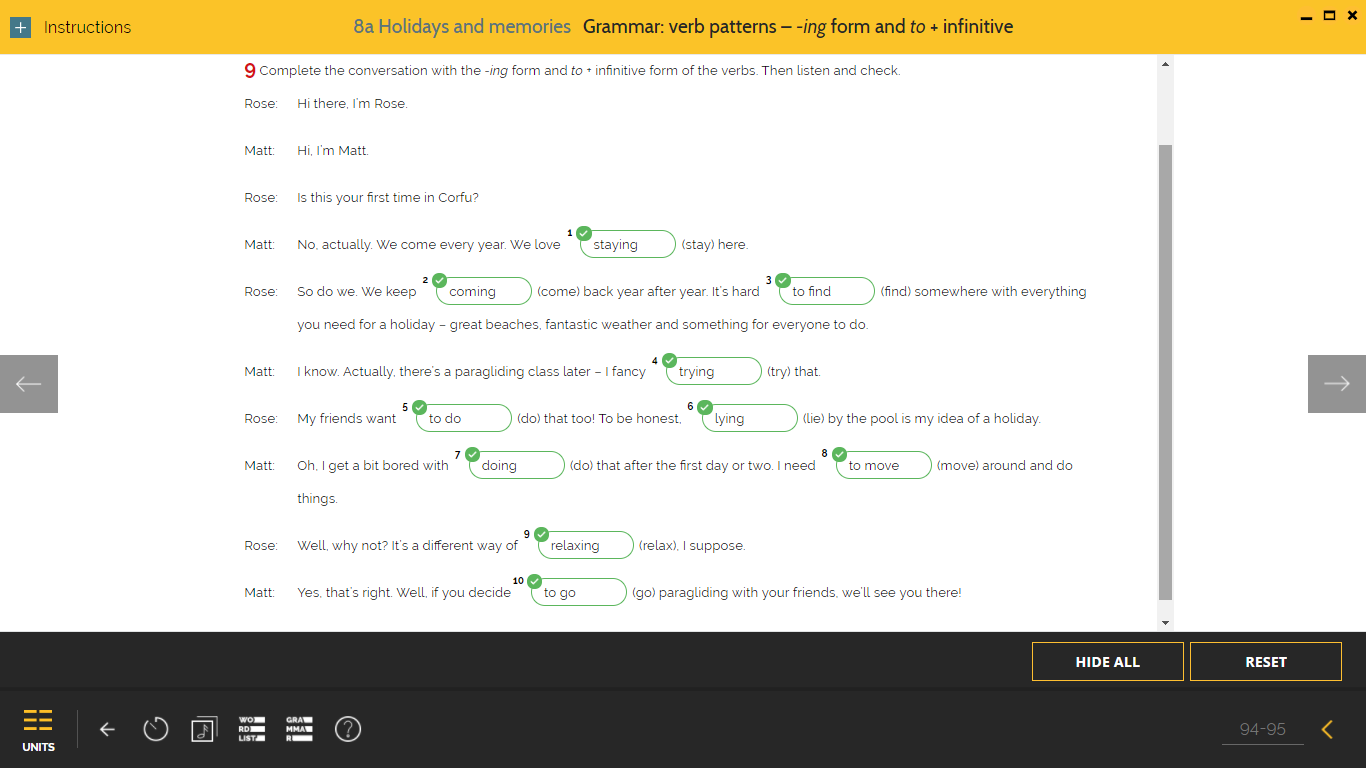 + Instructions
8a Holidays and memories Grammar: verb patterns – -ing form and to + infinitive
9 Complete the conversation with the -ing form and to + infinitive form of the verbs. Then listen and check.
Rose: Hi there, I'm Rose.
Matt: Hi, I'm Matt.
Rose: Is this your first time in Corfu?
Matt: No, actually. We come every year. We love 1 staying (stay) here.
Rose: So do we. We keep 2 coming (come) back year after year. It's hard 3 to find (find) somewhere with everything
you need for a holiday – great beaches, fantastic weather and something for everyone to do.
Matt: I know. Actually, there's a paragliding class later – I fancy 4 trying (try) that.
Rose: My friends want 5 to do (do) that too! To be honest, 6 lying (lie) by the pool is my idea of a holiday.
Matt: Oh, I get a bit bored with 7 doing (do) that after the first day or two. I need 8 to move (move) around and do
things.
Rose: Well, why not? It's a different way of 9 relaxing (relax), I suppose.
Matt: Yes, that's right. Well, if you decide 10 to go (go) paragliding with your friends, we'll see you there!
HIDE ALL RESET
WO
RD
LIST
GRA
MMA
R
?
UNITS
94-95